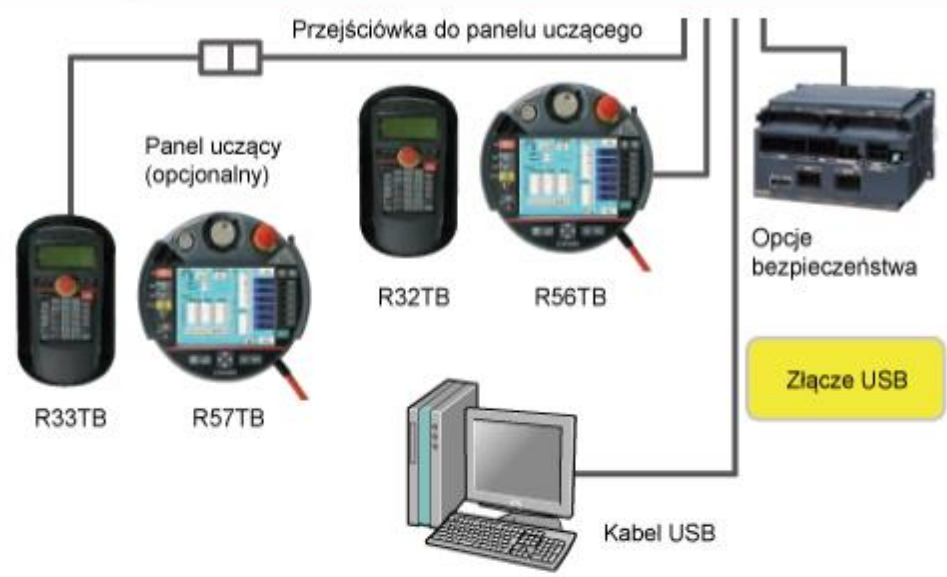 Przejściówka do panelu uczącego
Panel uczący
(opcjonalny)
R32TB
R56TB
Opcje
bezpieczeństwa
R33TB
R57TB
Złącze USB
Kabel USB